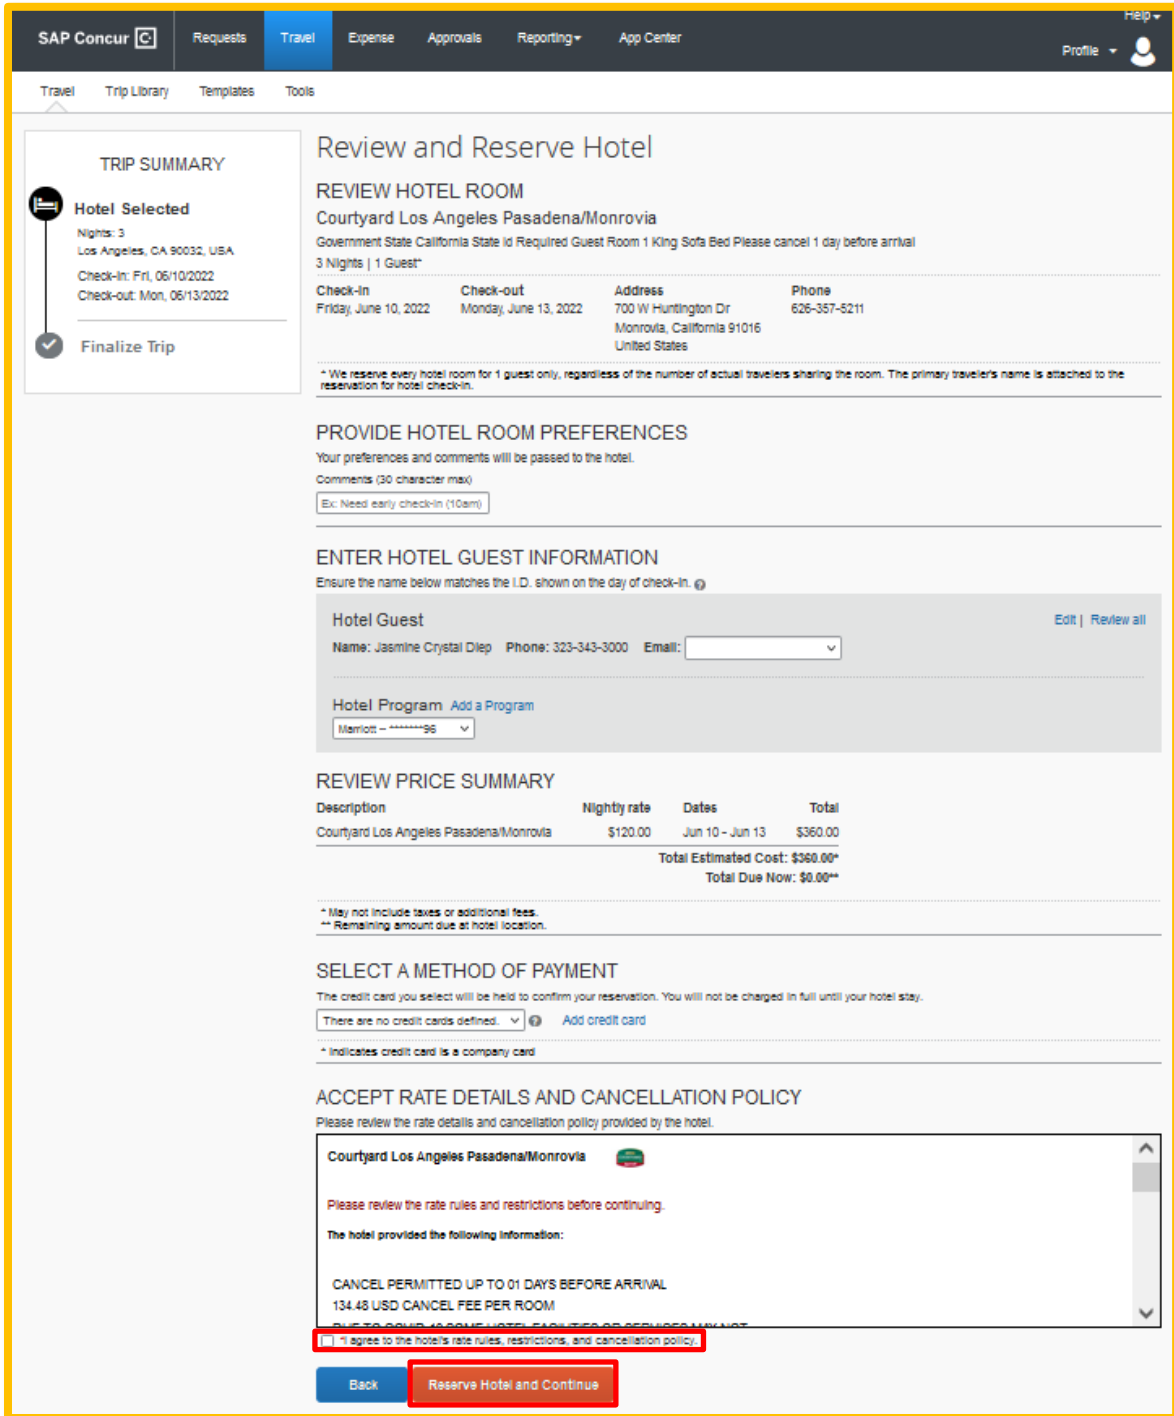 Help
SAP Concur C. Requests Travel Expense Approvals Reporting App Center
Profile
Travel Trip Library Templates Tools
TRIP SUMMARY
Hotel Selected
Nights: 3
Los Angeles, CA 90032, USA
Check-in: Fri, 06/10/2022
Check-out: Mon, 06/13/2022
Finalize Trip
Review and Reserve Hotel
REVIEW HOTEL ROOM
Courtyard Los Angeles Pasadena/Monrovia
Government State California State Id Required Guest Room 1 King Sofa Bed Please cancel 1 day before arrival
3 Nights | 1 Guest*
Check-in Check-out Address Phone
Friday, June 10, 2022 Monday, June 13, 2022 700 W Huntington Dr 626-357-5211
Monrovia, California 91016
United States
* We reserve every hotel room for 1 guest only, regardless of the number of actual travelers sharing the room. The primary traveler's name is attached to the
reservation for hotel check-in.
PROVIDE HOTEL ROOM PREFERENCES
Your preferences and comments will be passed to the hotel.
Comments (30 character max)
Ex: Need early check-in (10am)
ENTER HOTEL GUEST INFORMATION
Ensure the name below matches the I.D. shown on the day of check-in.
Hotel Guest Edit | Review all
Name: Jasmine Crystal Diep Phone: 323-343-3000 Email:
Hotel Program Add a Program
Marriott -- *******96
REVIEW PRICE SUMMARY
Description Nightly rate Dates Total
Courtyard Los Angeles Pasadena/Monrovia $120.00 Jun 10 - Jun 13 $360.00
Total Estimated Cost: $360.00*
Total Due Now: $0.00**
* May not include taxes or additional fees.
** Remaining amount due at hotel location.
SELECT A METHOD OF PAYMENT
The credit card you select will be held to confirm your reservation. You will not be charged in full until your hotel stay.
There are no credit cards defined. Add credit card
* Indicates credit card is a company card
ACCEPT RATE DETAILS AND CANCELLATION POLICY
Please review the rate details and cancellation policy provided by the hotel.
Courtyard Los Angeles Pasadena/Monrovia
Please review the rate rules and restrictions before continuing.
The hotel provided the following information:
CANCEL PERMITTED UP TO 01 DAYS BEFORE ARRIVAL
134.48 USD CANCEL FEE PER ROOM
DUE TO COVID-19 SOME HOTEL FACILITIES OR SERVICES MAY NOT
*I agree to the hotel's rate rules, restrictions, and cancellation policy.
Back Reserve Hotel and Continue